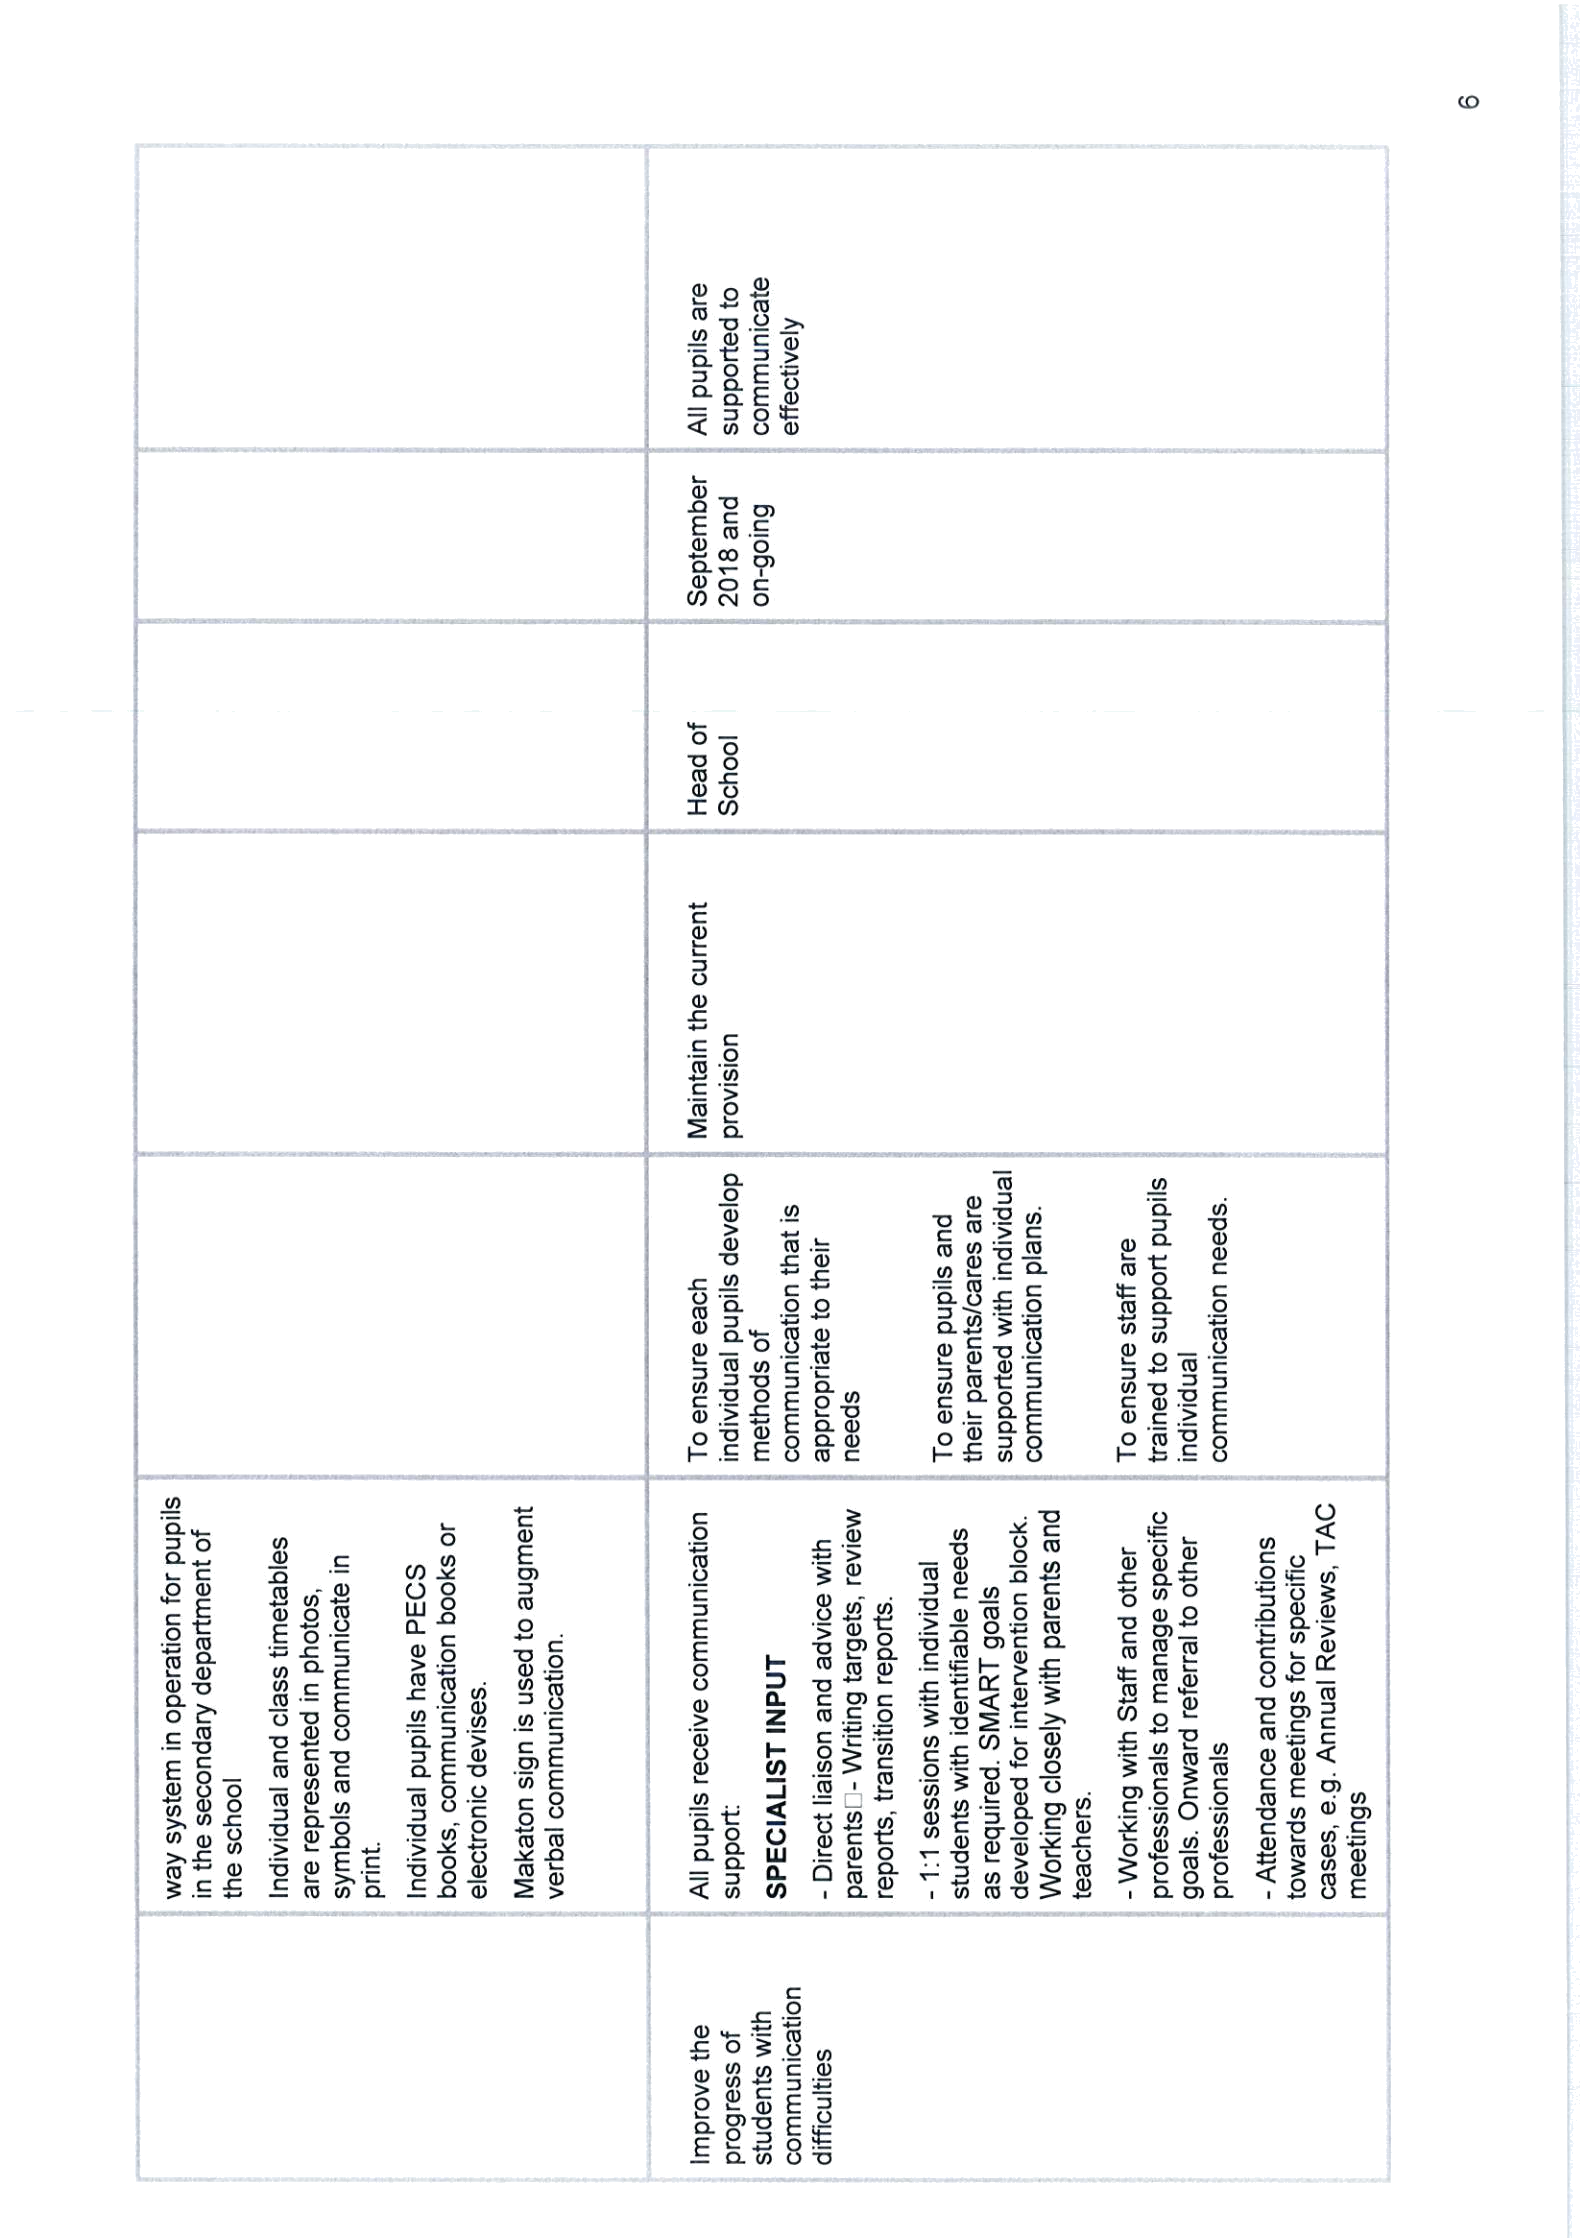 way system in operation for pupils
in the secondary department of
the school
Individual and class timetables
are represented in photos,
symbols and communicate in
print.
Individual pupils have PECS
books, communication books or
electronic devises.
Makaton sign is used to augment
verbal communication.
Improve the
progress of
students with
communication
difficulties
All pupils receive communication
support:
SPECIALIST INPUT
- Direct liaison and advice with
parents□ - Writing targets, review
reports, transition reports.
- 1:1 sessions with individual
students with identifiable needs
as required. SMART goals
developed for intervention block.
Working closely with parents and
teachers.
- Working with Staff and other
professionals to manage specific
goals. Onward referral to other
professionals
- Attendance and contributions
towards meetings for specific
cases, e.g. Annual Reviews, TAC
meetings
To ensure each
individual pupils develop
methods of
communication that is
appropriate to their
needs
To ensure pupils and
their parents/cares are
supported with individual
communication plans.
To ensure staff are
trained to support pupils
individual
communication needs.
Maintain the current
provision
Head of
School
September
2018 and
on-going
All pupils are
supported to
communicate
effectively
6